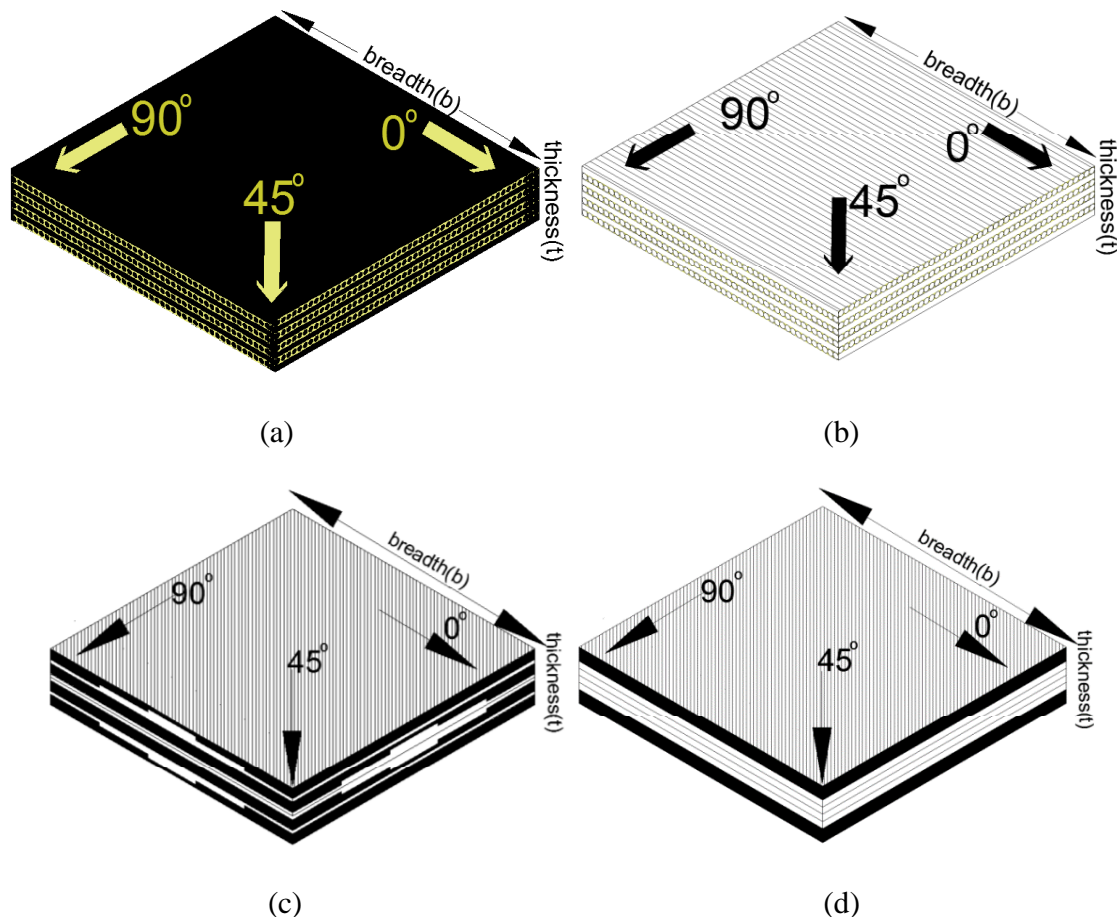 breadth(b)
90°
0°
45°
thickness(t)
(a)
breadth(b)
90°
0°
45°
thickness(t)
(b)
breadth(b)
90°
0°
45°
thickness(t)
(c)
breadth(b)
90°
0°
45°
thickness(t)
(d)